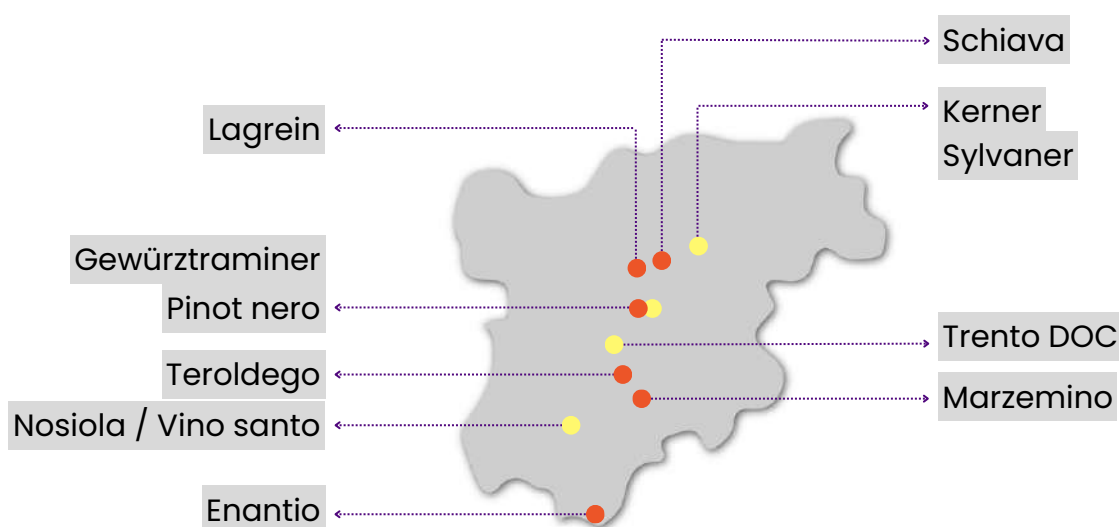 Schiava
Kerner
Sylvaner
Lagrein
Gewürztraminer
Pinot nero
Trento DOC
Teroldego
Marzemino
Nosiola / Vino santo
Enantio